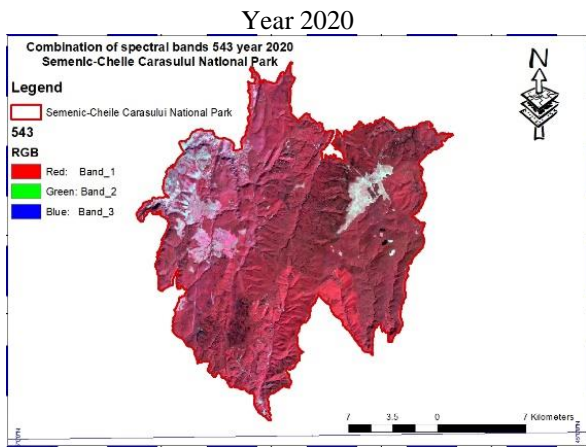 Year 2020
Combination of spectral bands 543 year 2020
Semenic-Cheile Carasului National Park
N
Legend
Semenic-Cheile Carasului National Park
543
RGB
Red: Band_1
Green: Band_2
Blue: Band_3
7 3.5 0 7 Kilometers